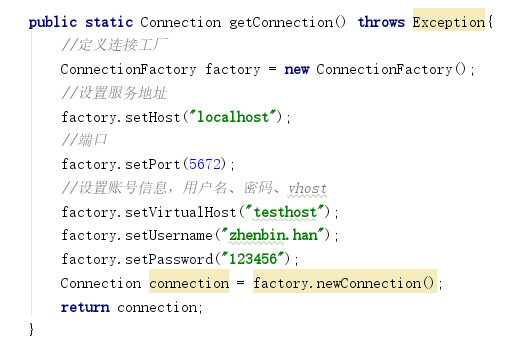 public static Connection getConnection() throws Exception{
//定义连接工厂
ConnectionFactory factory = new ConnectionFactory();
//设置服务地址
factory.setHost("localhost");
//端口
factory.setPort(5672);
//设置账号信息，用户名、密码、vhost
factory.setVirtualHost("testhost");
factory.setUsername("zhenbin.han");
factory.setPassword("123456");
Connection connection = factory.newConnection();
return connection;
}